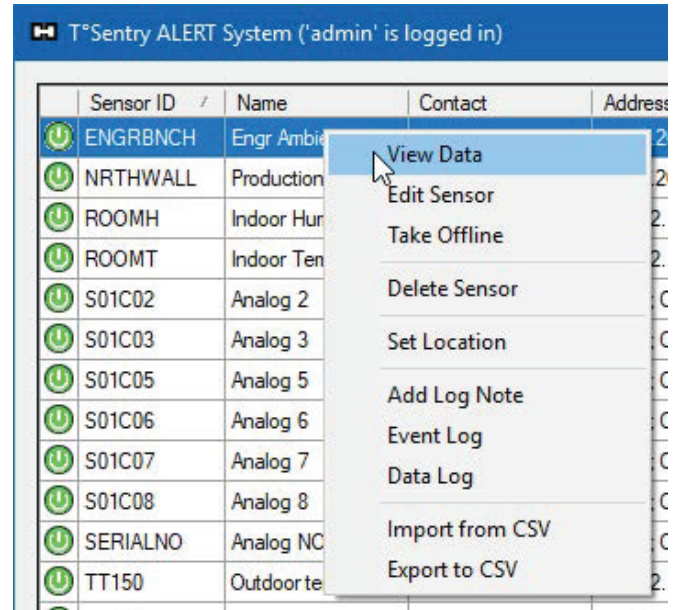 T°Sentry ALERT System ('admin' is logged in)
Sensor ID Name Contact Address
ENGRBNCH Engr Ambie
NRTHWALL Production
ROOMH Indoor Hur
ROOMT Indoor Ten
S01C02 Analog 2
S01C03 Analog 3
S01C05 Analog 5
S01C06 Analog 6
S01C07 Analog 7
S01C08 Analog 8
SERIALNO Analog NO
TT150 Outdoor te
View Data
Edit Sensor
Take Offline
Delete Sensor
Set Location
Add Log Note
Event Log
Data Log
Import from CSV
Export to CSV